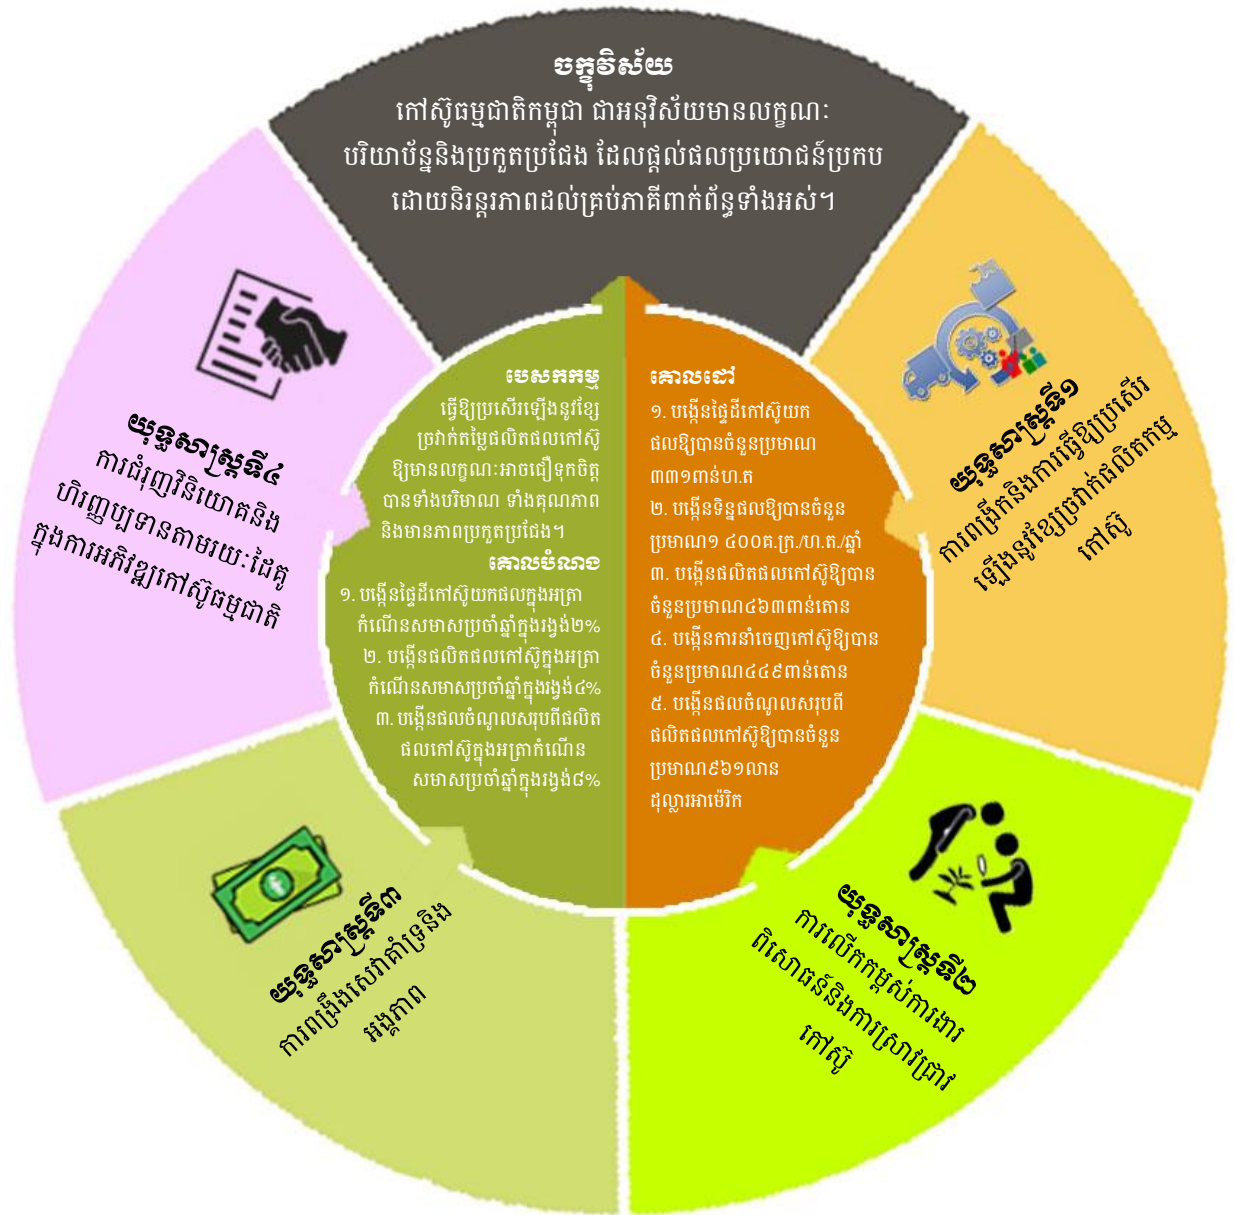 ចក្ខុវិស័យ
កៅស៊ូធម្មជាតិកម្ពុជា ជាអនុវិស័យមានលក្ខណៈ
បរិយាប័ន្ននិងប្រកួតប្រជែង ដែលផ្តល់ផលប្រយោជន៍ប្រកប
ដោយនិរន្តរភាពដល់គ្រប់ភាគីពាក់ព័ន្ធទាំងអស់។
យុទ្ធសាស្ត្រទី១
ការពង្រីកនិងការធ្វើឱ្យប្រសើរ
ឡើងនូវខ្សែច្រវាក់ផលិតកម្ម
កៅស៊ូ
យុទ្ធសាស្ត្រទី២
ការលើកកម្ពស់ការងារ
ពិសោធន៍និងការស្រាវជ្រាវ
កៅស៊ូ
យុទ្ធសាស្ត្រទី៣
ការពង្រឹងសេវាគាំទ្រនិង
អង្គភាព
យុទ្ធសាស្ត្រទី៤
ការជំរុញវិនិយោគនិង
ហិរញ្ញប្បទានតាមរយៈដៃគូ
ក្នុងការអភិវឌ្ឍកៅស៊ូធម្មជាតិ
បេសកកម្ម
ធ្វើឱ្យប្រសើរឡើងនូវខ្សែ
ច្រវាក់តម្លៃផលិតផលកៅស៊ូ
ឱ្យមានលក្ខណៈអាចជឿទុកចិត្ត
បានទាំងបរិមាណ ទាំងគុណភាព
និងមានភាពប្រកួតប្រជែង។
គោលបំណង
១. បង្កើនផ្ទៃដីកៅស៊ូយកផលក្នុងអត្រា
កំណើនសមាសប្រចាំឆ្នាំក្នុងរង្វង់២%
២. បង្កើនផលិតផលកៅស៊ូក្នុងអត្រា
កំណើនសមាសប្រចាំឆ្នាំក្នុងរង្វង់៤%
៣. បង្កើនផលចំណូលសរុបពីផលិត
ផលកៅស៊ូក្នុងអត្រាកំណើន
សមាសប្រចាំឆ្នាំក្នុងរង្វង់៨%
គោលដៅ
១. បង្កើនផ្ទៃដីកៅស៊ូយក
ផលឱ្យបានចំនួនប្រមាណ
៣៣១ពាន់ហ.ត
២. បង្កើនទិន្នផលឱ្យបានចំនួន
ប្រមាណ១ ៤០០គ.ក្រ./ហ.ត./ឆ្នាំ
៣. បង្កើនផលិតផលកៅស៊ូឱ្យបាន
ចំនួនប្រមាណ៤៦៣ពាន់តោន
៤. បង្កើនការនាំចេញកៅស៊ូឱ្យបាន
ចំនួនប្រមាណ៤៤៩ពាន់តោន
៥. បង្កើនផលចំណូលសរុបពី
ផលិតផលកៅស៊ូឱ្យបានចំនួន
ប្រមាណ៩៦១លាន
ដុល្លារអាម៉េរិក